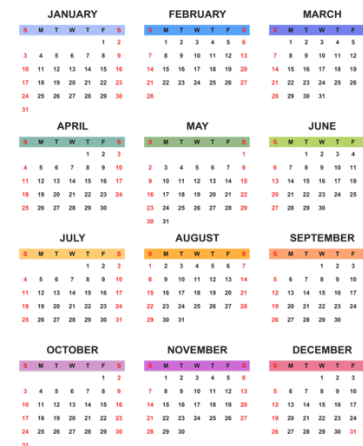 JANUARY
S M T W T F S
1 2
3 4 5 6 7 8 9
10 11 12 13 14 15 16
17 18 19 20 21 22 23
24 25 26 27 28 29 30
31
FEBRUARY
S M T W T F S
1 2 3 4 5 6
7 8 9 10 11 12 13
14 15 16 17 18 19 20
21 22 23 24 25 26 27
28
MARCH
S M T W T F
1 2 3 4 5
7 8 9 10 11 12
14 15 16 17 18 19
21 22 23 24 25 26
28 29 30 31
APRIL
S M T W T F S
1 2 3
4 5 6 7 8 9 10
11 12 13 14 15 16 17
18 19 20 21 22 23 24
25 26 27 28 29 30
MAY
S M T W T F S
1
2 3 4 5 6 7 8
9 10 11 12 13 14 15
16 17 18 19 20 21 22
23 24 25 26 27 28 29
30 31
JUNE
S M T W T F
1 2 3 4
6 7 8 9 10 11
13 14 15 16 17 18
20 21 22 23 24 25
27 28 29 30
JULY
S M T W T F S
1 2 3
4 5 6 7 8 9 10
11 12 13 14 15 16 17
18 19 20 21 22 23 24
25 26 27 28 29 30 31
AUGUST
S M T W T F S
1 2 3 4 5 6 7
8 9 10 11 12 13 14
15 16 17 18 19 20 21
22 23 24 25 26 27 28
29 30 31
SEPTEMBER
S M T W T F
1 2 3
5 6 7 8 9 10
12 13 14 15 16 17
19 20 21 22 23 24
26 27 28 29 30
OCTOBER
S M T W T F S
1 2
3 4 5 6 7 8 9
10 11 12 13 14 15 16
17 18 19 20 21 22 23
24 25 26 27 28 29 30
31
NOVEMBER
S M T W T F S
1 2 3 4 5 6
7 8 9 10 11 12 13
14 15 16 17 18 19 20
21 22 23 24 25 26 27
28 29 30
DECEMBER
S M T W T F
1 2 3
5 6 7 8 9 10
12 13 14 15 16 17
19 20 21 22 23 24
26 27 28 29 30 31